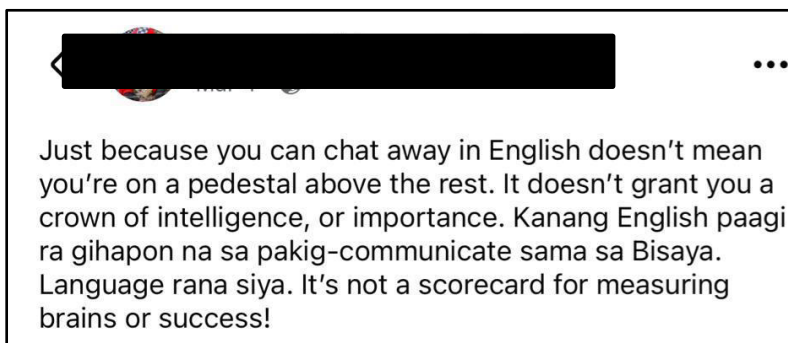 Just because you can chat away in English doesn’t mean
you’re on a pedestal above the rest. It doesn’t grant you a
crown of intelligence, or importance. Kanang English paagi
ra gihapon na sa pakig-communicate sama sa Bisaya.
Language rana siya. It’s not a scorecard for measuring
brains or success!